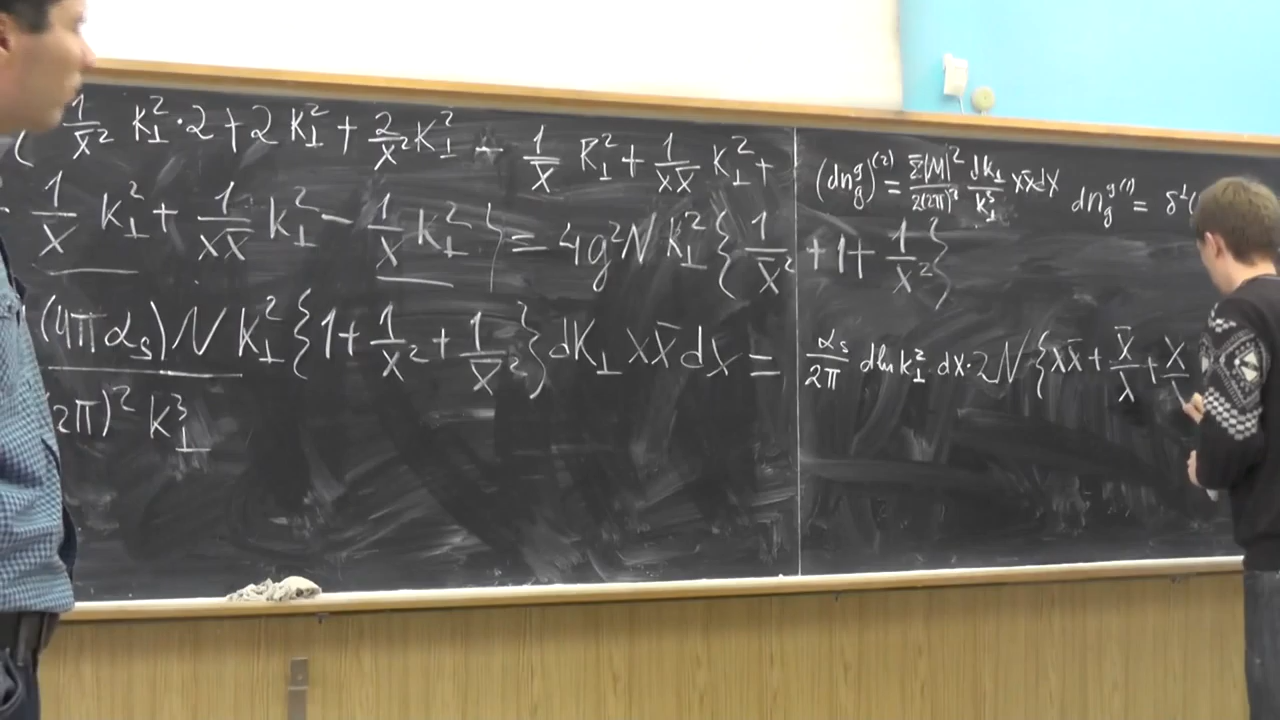 ( 1/x̄² k⊥²·2 + 2k⊥² + 2/x² k⊥² - 1/x̄ k⊥² + 1/xx̄ k⊥² +
- 1/x k⊥² + 1/xx̄ k⊥² - 1/x k⊥² } = 4g²N k⊥² { 1/x̄² + 1 + 1/x² }
(4πα_s) N k⊥² { 1 + 1/x² + 1/x̄² } dk⊥ xx̄ dx =
(2π)² k⊥³
(dn_g^g)^(2) = Σ|M|²/2(2π)³ dk⊥/k⊥³ xx̄dx dn_g^g(1) = δ¹(
α_s/2π dln k⊥² dx·2N { xx̄ + x̄/x + x/